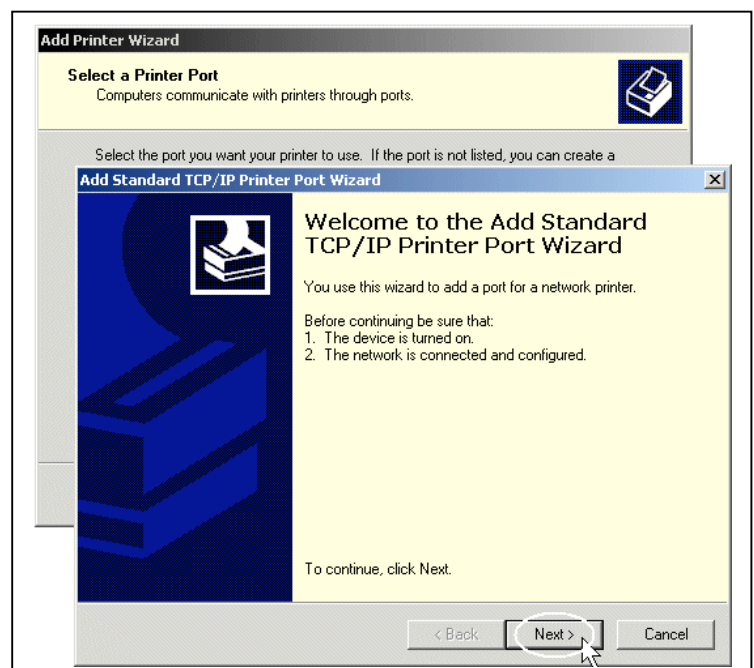 Add Printer Wizard
Select a Printer Port
Computers communicate with printers through ports.
Select the port you want your printer to use. If the port is not listed, you can create a
Add Standard TCP/IP Printer Port Wizard
Welcome to the Add Standard
TCP/IP Printer Port Wizard
You use this wizard to add a port for a network printer.
Before continuing be sure that:
1. The device is turned on.
2. The network is connected and configured.
To continue, click Next.
< Back
Next >
Cancel